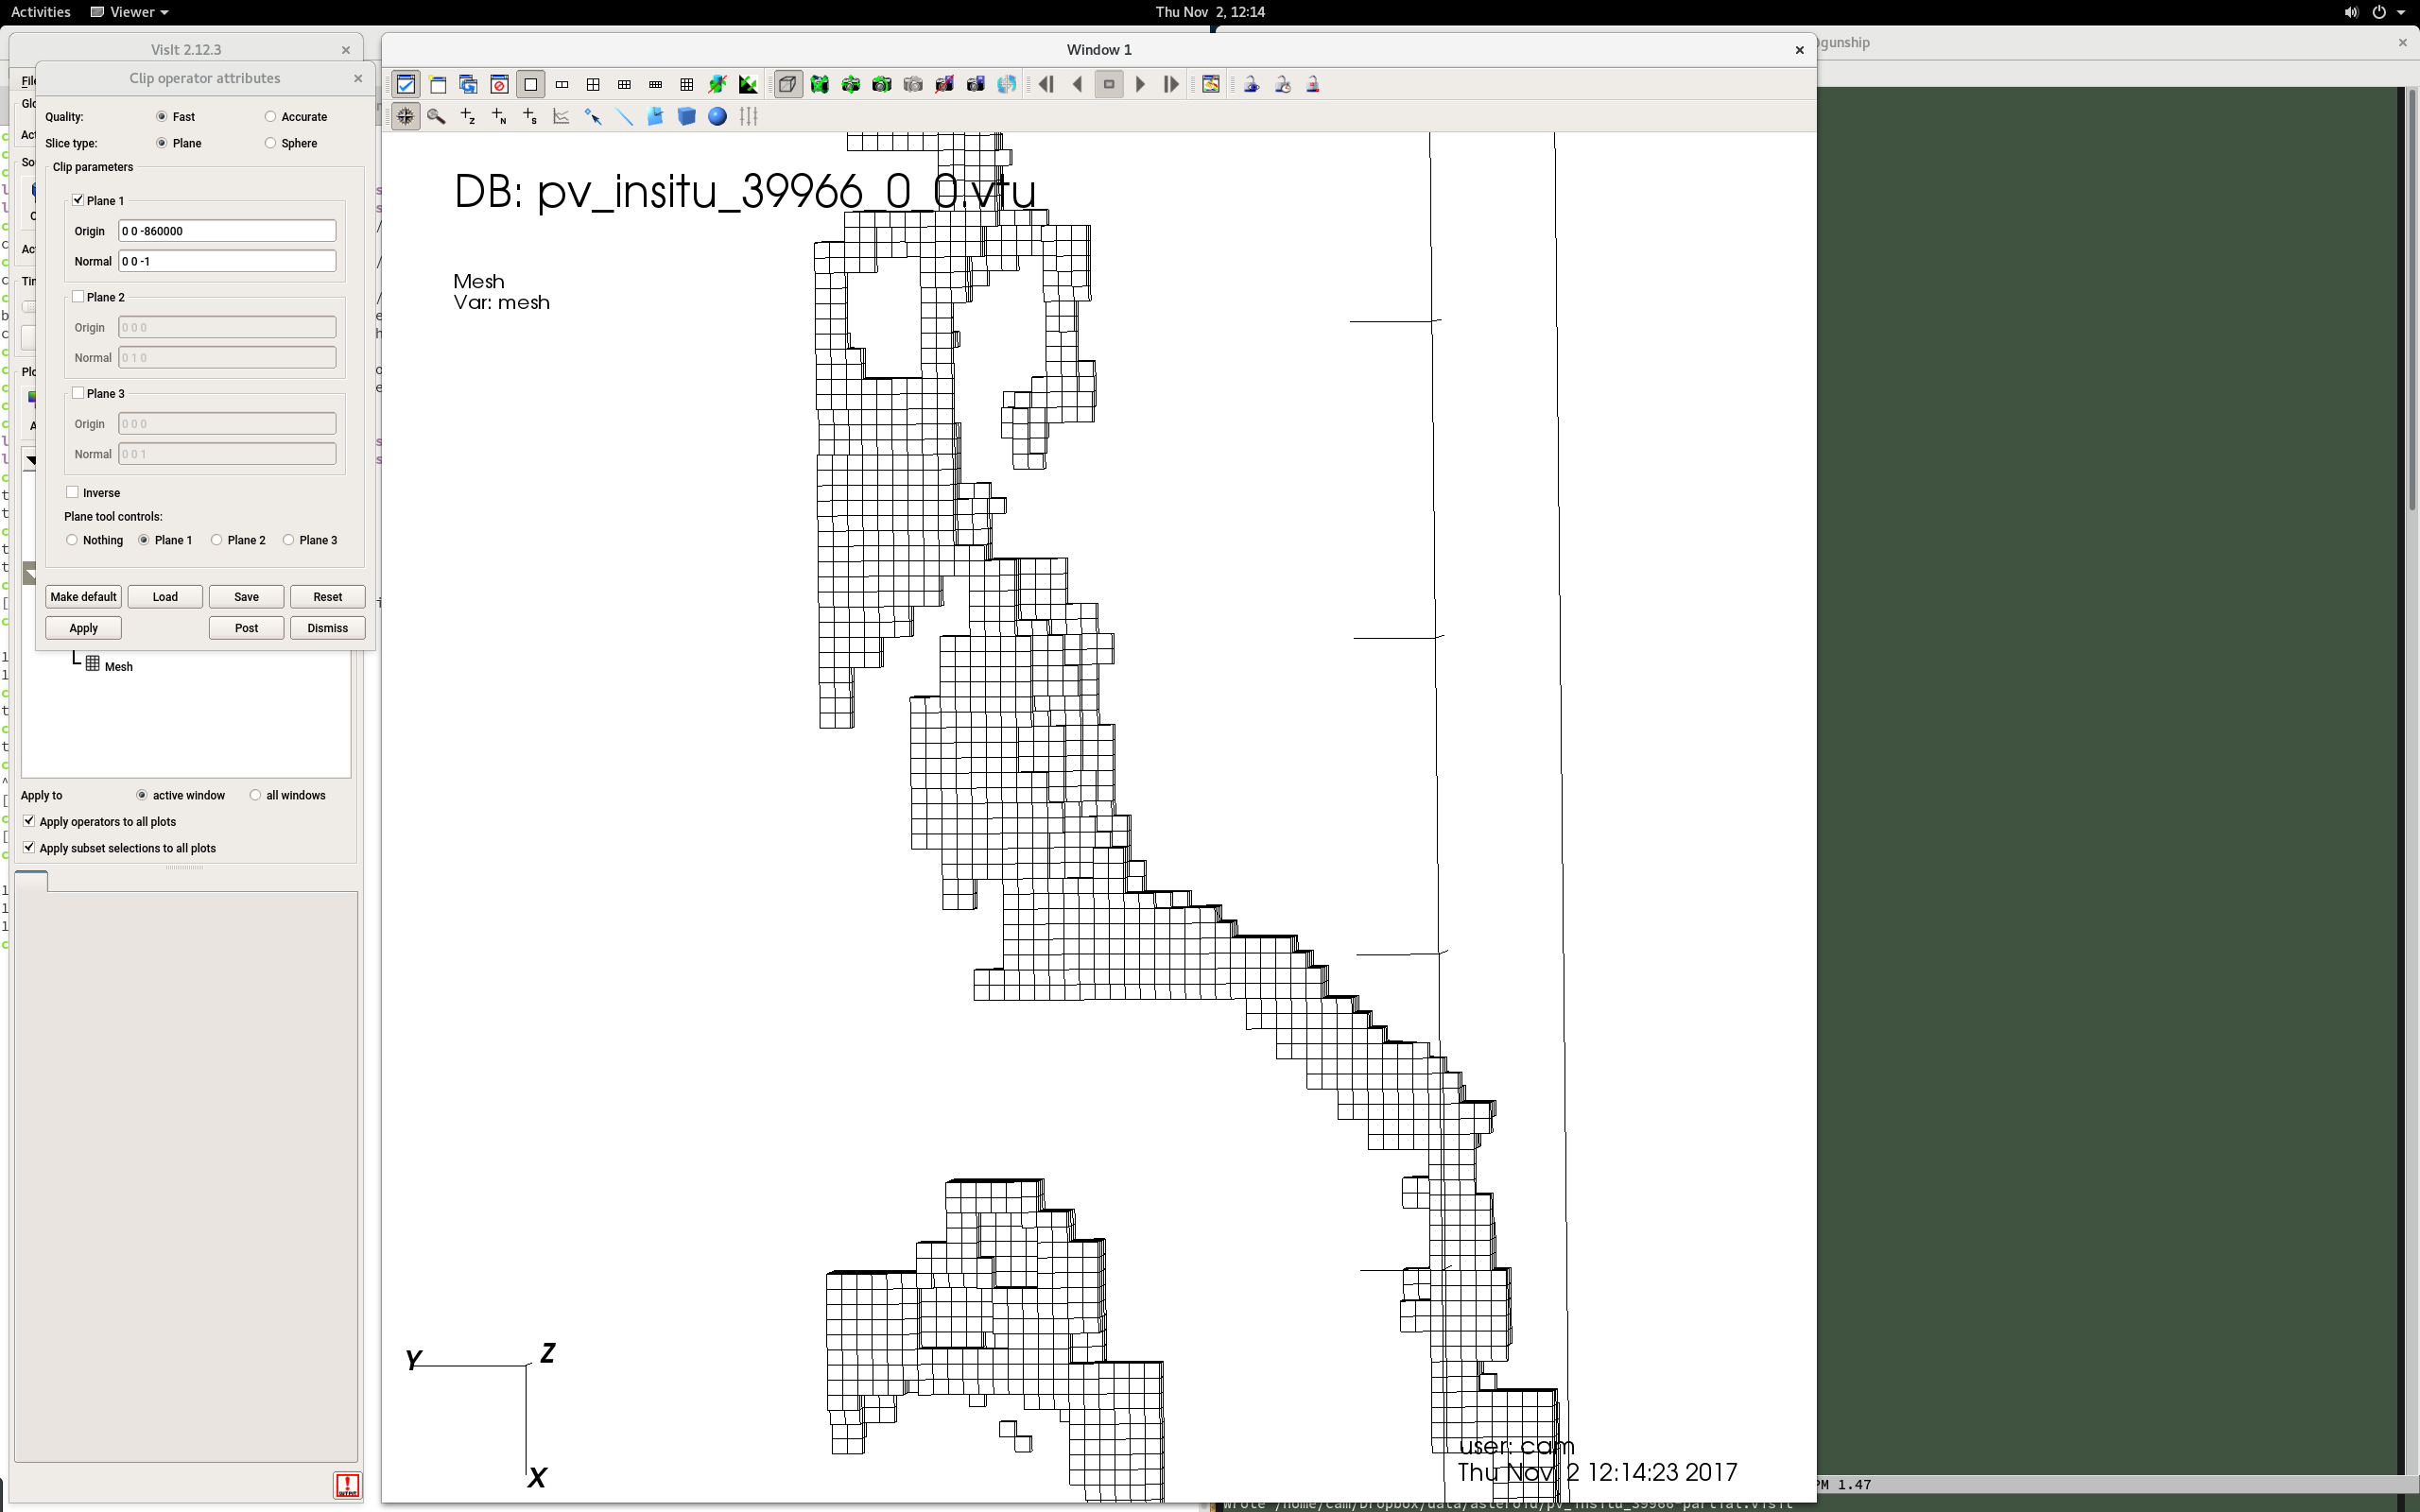 Activities Viewer Thu Nov 2, 12:14
VisIt 2.12.3
Window 1
gunship
Clip operator attributes
Quality: Fast Accurate
Slice type: Plane Sphere
Clip parameters
Plane 1
Origin 0 0 -860000
Normal 0 0 -1
Plane 2
Origin 0 0 0
Normal 0 1 0
Plane 3
Origin 0 0 0
Normal 0 0 1
Inverse
Plane tool controls:
Nothing Plane 1 Plane 2 Plane 3
Make default Load Save Reset
Apply Post Dismiss
Mesh
Apply to active window all windows
Apply operators to all plots
Apply subset selections to all plots
DB: pv_insitu_39966_0_0.vtu
Mesh
Var: mesh
Y Z
X
user: cam
Thu Nov 2 12:14:23 2017
PM 1.47
Wrote /home/cam/Dropbox/data/asteroid/pv_insitu_39966-partial.visit